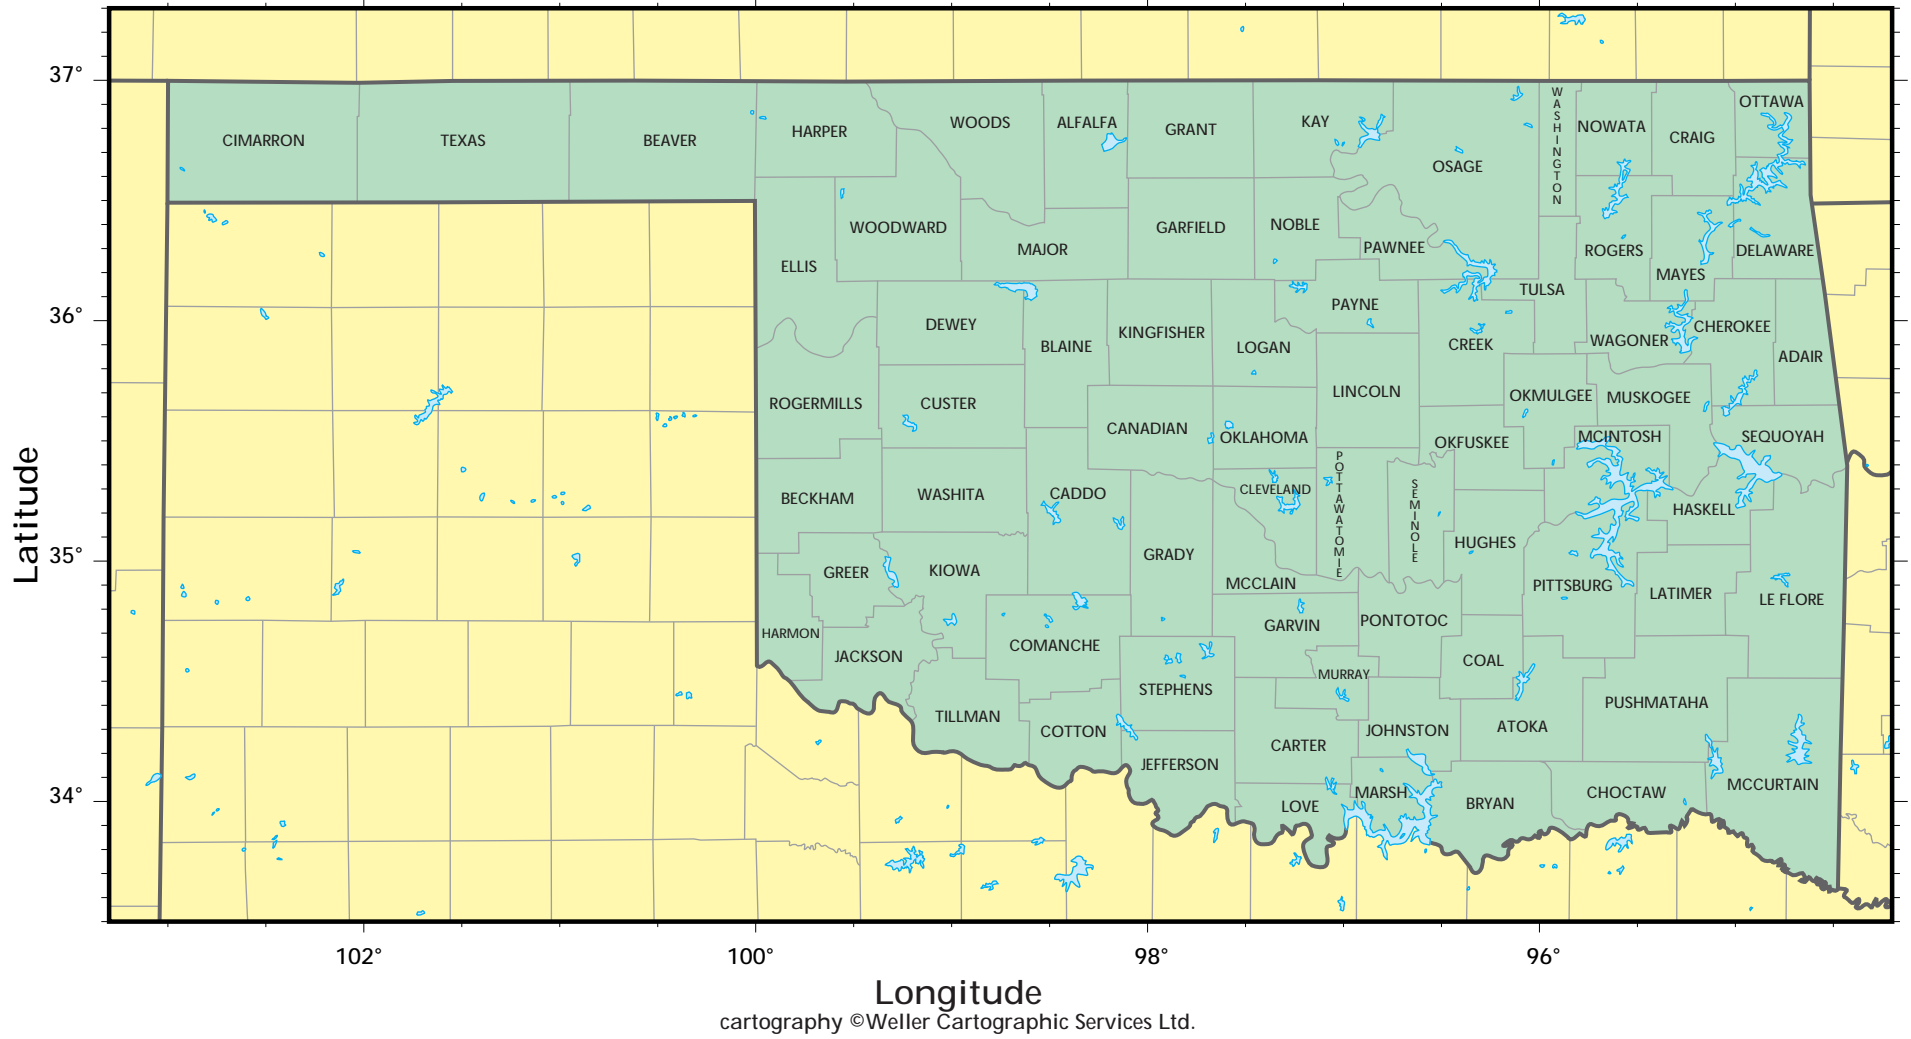 37°
36°
35°
34°
Latitude
CIMARRON
TEXAS
BEAVER
HARPER
WOODS
ALFALFA
GRANT
KAY
OSAGE
WASHINGTON
NOWATA
CRAIG
OTTAWA
ELLIS
WOODWARD
MAJOR
GARFIELD
NOBLE
PAWNEE
ROGERS
MAYES
DELAWARE
DEWEY
BLAINE
KINGFISHER
LOGAN
PAYNE
CREEK
TULSA
WAGONER
CHEROKEE
ADAIR
ROGERMILLS
CUSTER
CANADIAN
OKLAHOMA
LINCOLN
OKFUSKEE
OKMULGEE
MUSKOGEE
MCINTOSH
SEQUOYAH
BECKHAM
WASHITA
CADDO
GRADY
CLEVELAND
POTTAWATOMIE
SEMINOLE
HUGHES
HASKELL
GREER
KIOWA
MCCLAIN
PITTSBURG
LATIMER
LE FLORE
HARMON
JACKSON
COMANCHE
GARVIN
PONTOTOC
STEPHENS
MURRAY
COAL
TILLMAN
COTTON
JEFFERSON
CARTER
JOHNSTON
ATOKA
PUSHMATAHA
LOVE
MARSH
BRYAN
CHOCTAW
MCCURTAIN
102°
100°
98°
96°
Longitude
cartography ©Weller Cartographic Services Ltd.